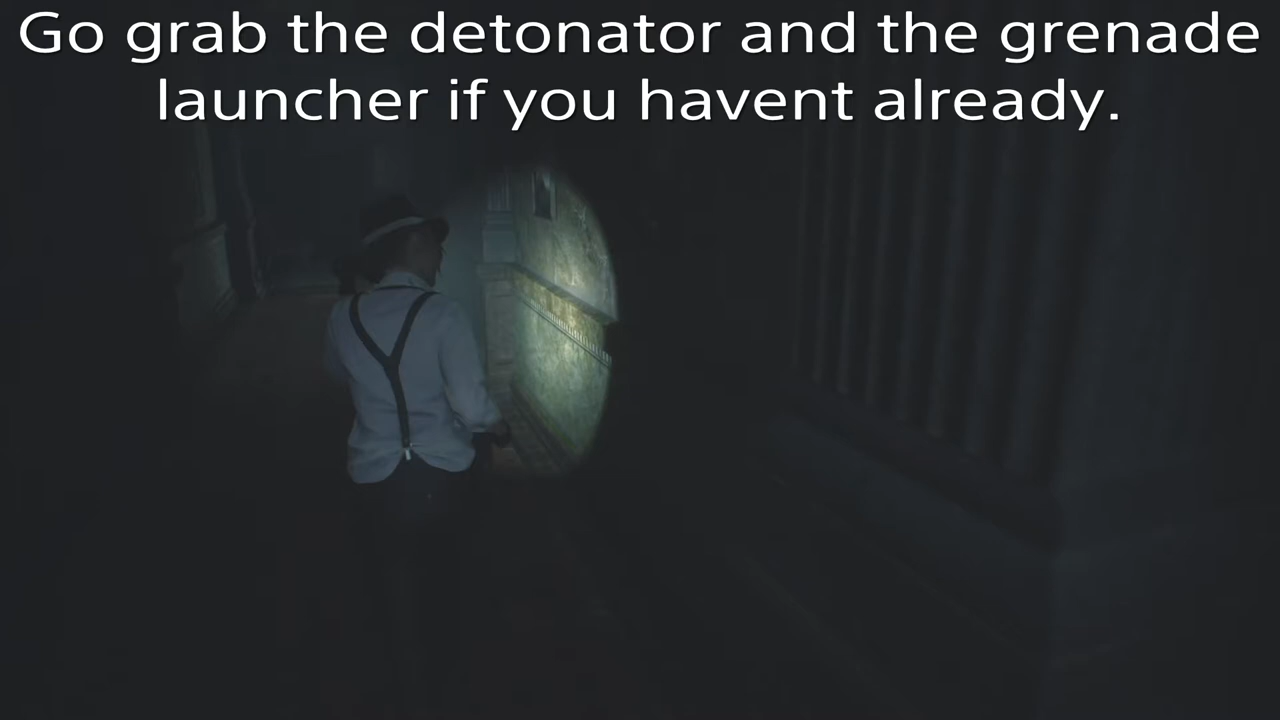 Go grab the detonator and the grenade
launcher if you havent already.